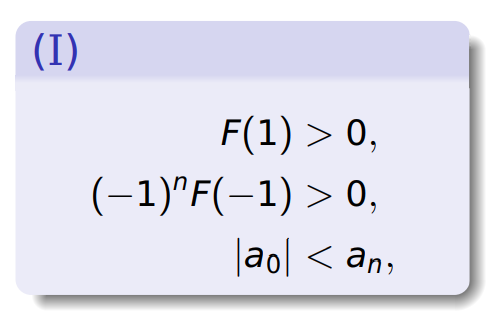 (I)
F(1) > 0,
(−1)ⁿF(−1) > 0,
|a₀| < aₙ,